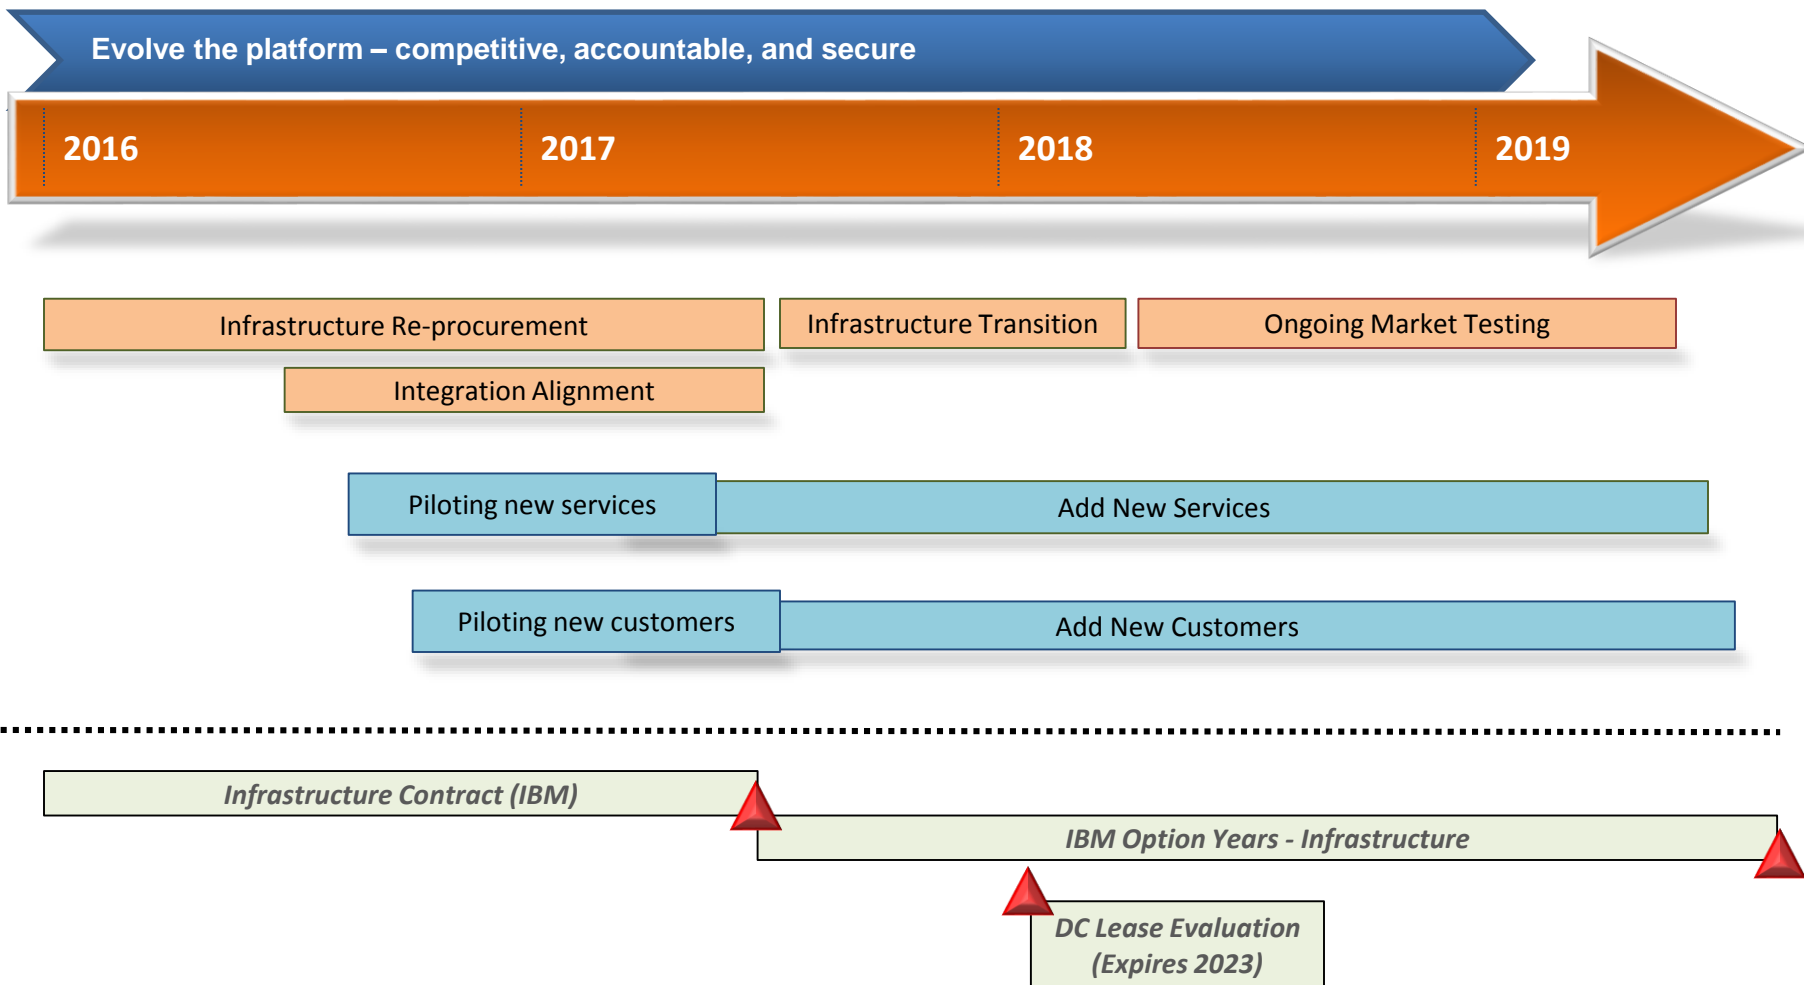 Evolve the platform – competitive, accountable, and secure
2016
2017
2018
2019
Infrastructure Re-procurement
Infrastructure Transition
Ongoing Market Testing
Integration Alignment
Piloting new services
Add New Services
Piloting new customers
Add New Customers
Infrastructure Contract (IBM)
IBM Option Years - Infrastructure
DC Lease Evaluation
(Expires 2023)